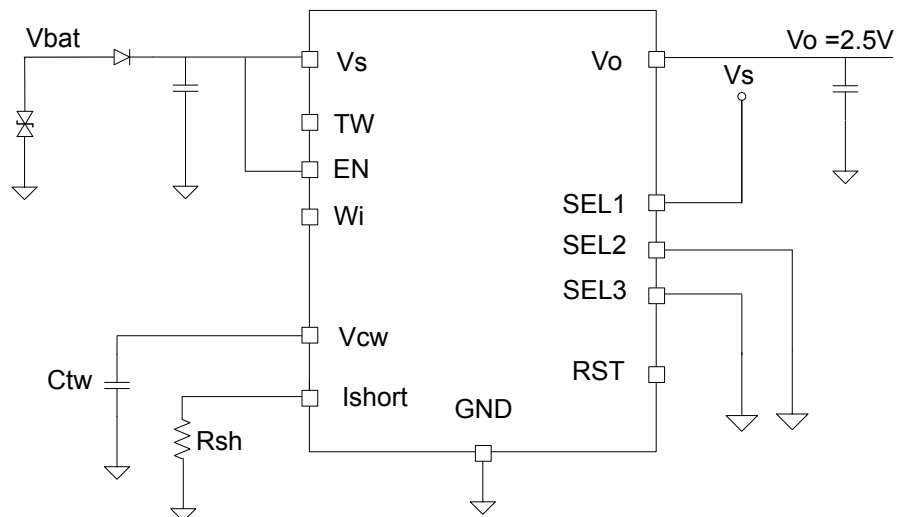 Vbat
Vo =2.5V
Vs
Vo
Vs
TW
EN
Wi
SEL1
SEL2
SEL3
Vcw
Ctw
RST
Ishort
GND
Rsh